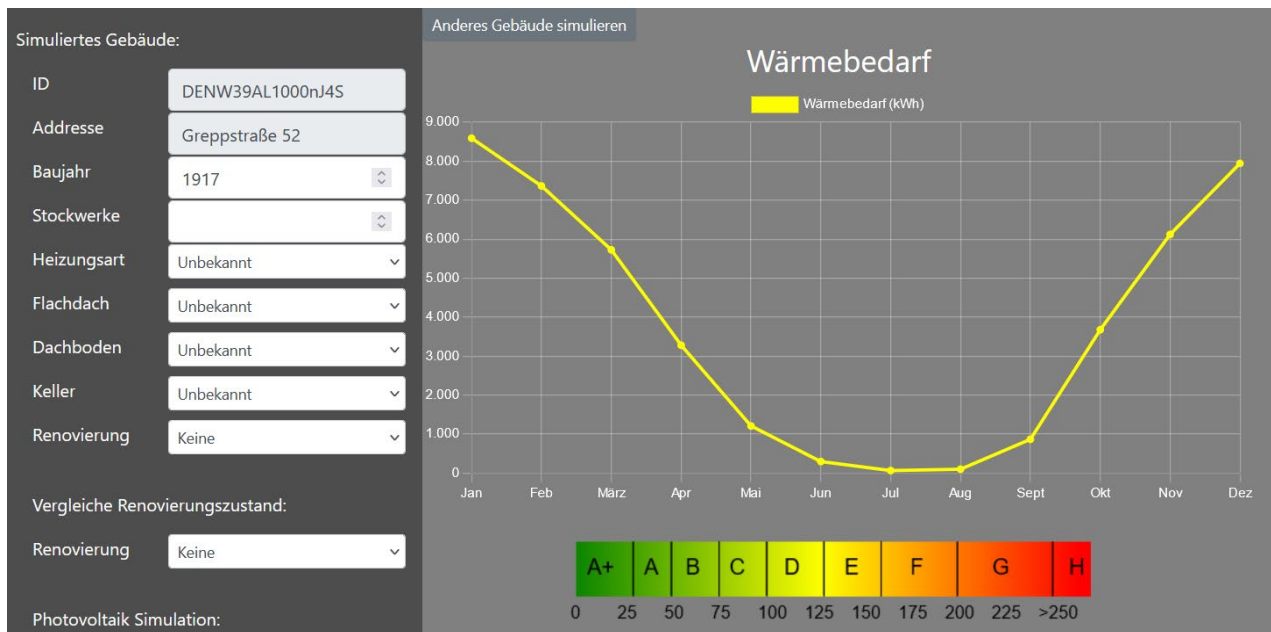 Simuliertes Gebäude:
ID DENW39AL1000nJ4S
Addresse Greppstraße 52
Baujahr 1917
Stockwerke
Heizungsart Unbekannt
Flachdach Unbekannt
Dachboden Unbekannt
Keller Unbekannt
Renovierung Keine
Vergleiche Renovierungszustand:
Renovierung Keine
Photovoltaik Simulation:
Anderes Gebäude simulieren
Wärmebedarf
Wärmebedarf (kWh)
9.000
8.000
7.000
6.000
5.000
4.000
3.000
2.000
1.000
0
Jan Feb März Apr Mai Jun Jul Aug Sept Okt Nov Dez
A+ A B C D E F G H
0 25 50 75 100 125 150 175 200 225 >250